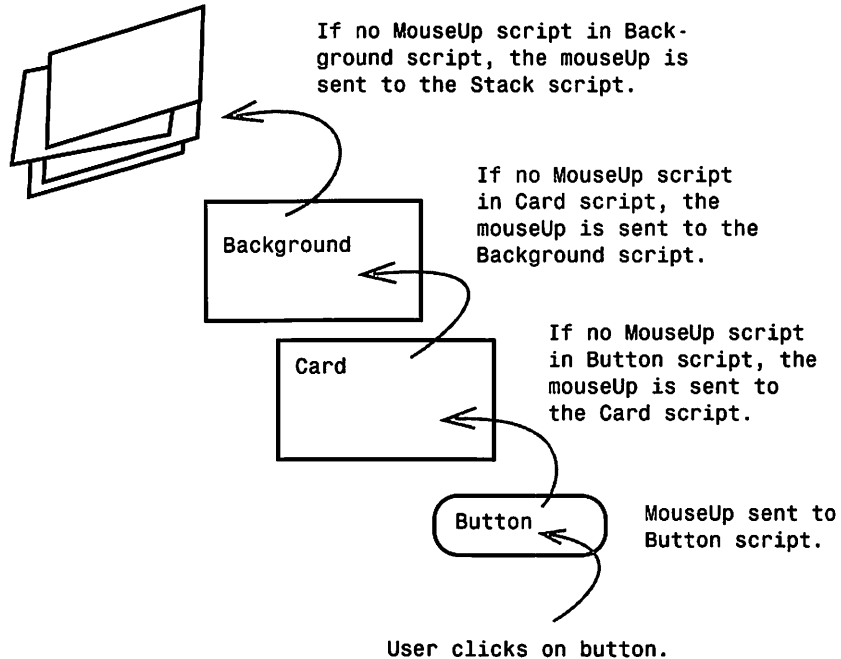 If no MouseUp script in Back-
ground script, the mouseUp is
sent to the Stack script.
If no MouseUp script
in Card script, the
mouseUp is sent to the
Background script.
Background
If no MouseUp script
in Button script, the
mouseUp is sent to
the Card script.
Card
Button
MouseUp sent to
Button script.
User clicks on button.